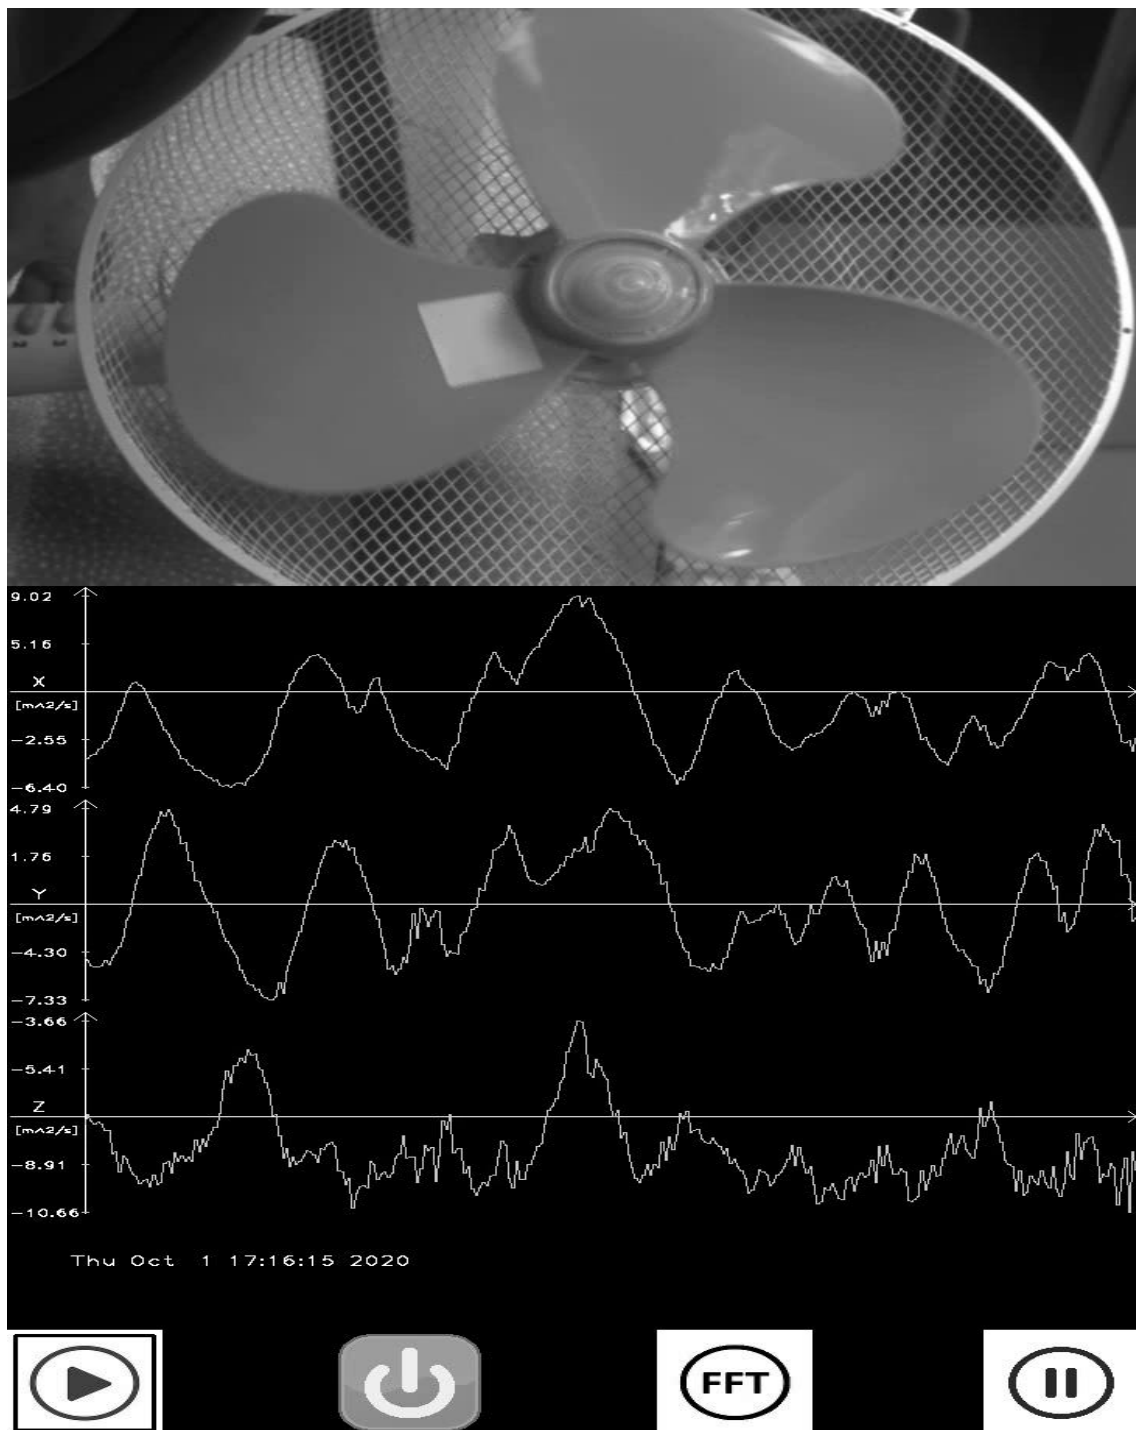 9.02
5.16
X
[m^2/s]
-2.55
-6.40
4.79
1.76
Y
[m^2/s]
-4.30
-7.33
-3.66
-5.41
Z
[m^2/s]
-8.91
-10.66
Thu Oct 1 17:16:15 2020
FFT